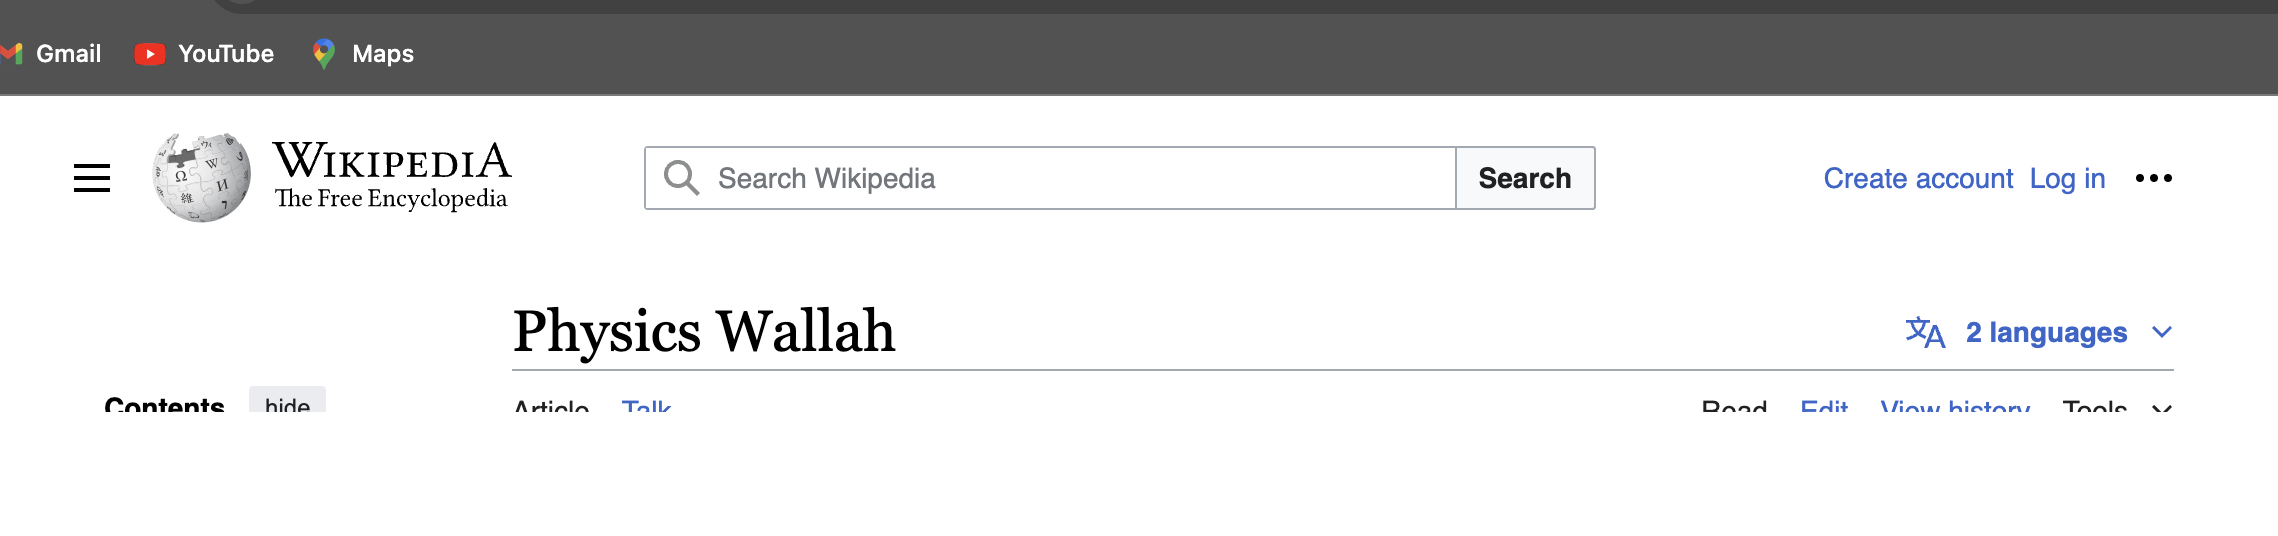 Gmail YouTube Maps
WIKIPEDIA
The Free Encyclopedia
Search Wikipedia Search
Create account Log in
Physics Wallah
2 languages
Contents hide
Article Talk
Read Edit View history Tools